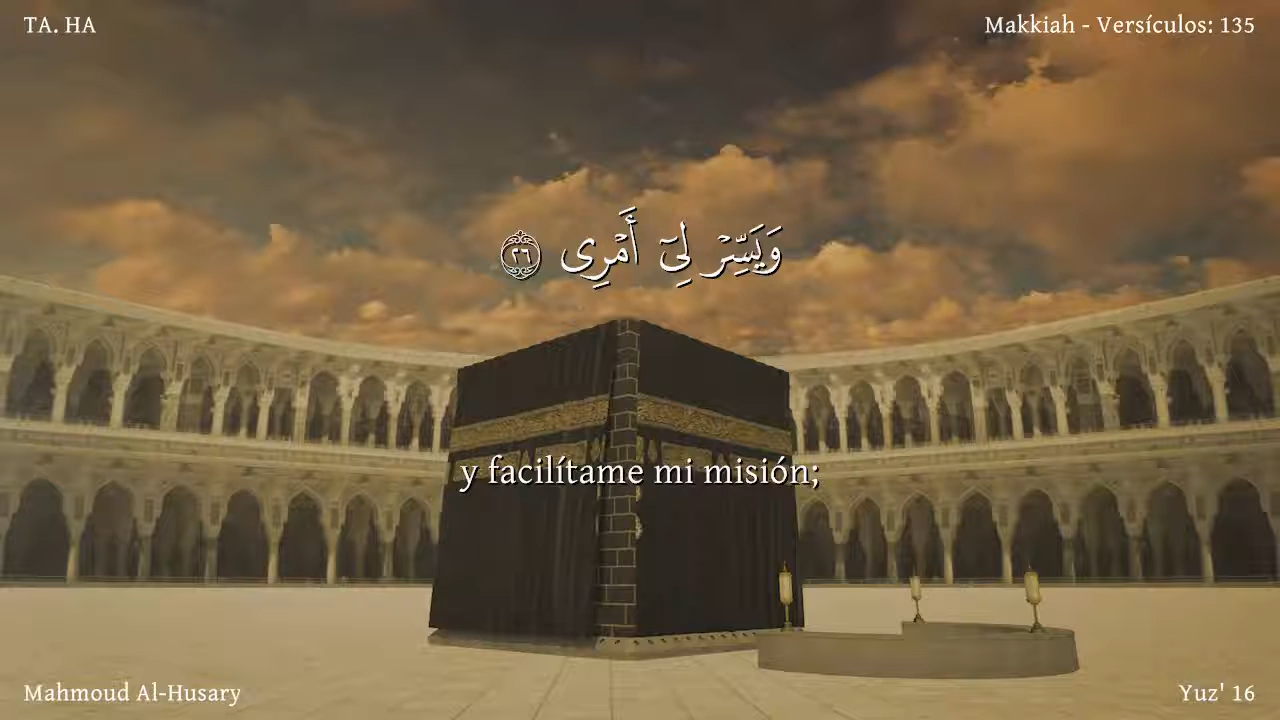 TA. HA
Makkiah - Versículos: 135
وَيَسِّرْ لِىٓ أَمْرِى ٢٦
y facilítame mi misión;
Mahmoud Al-Husary
Yuz' 16